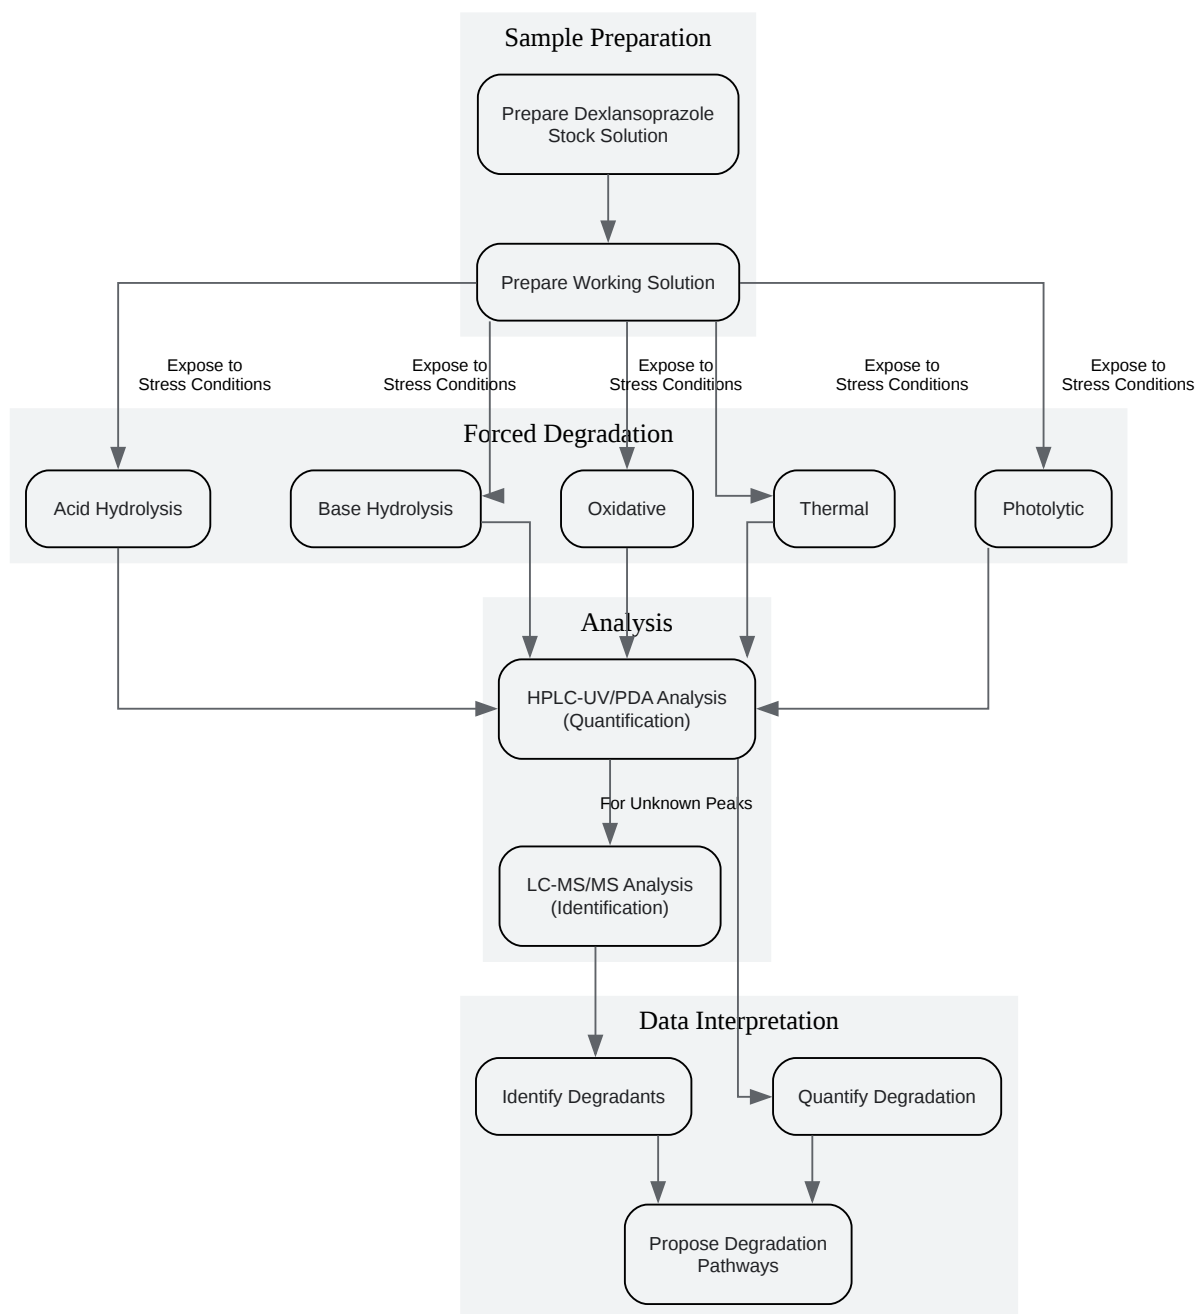 Sample Preparation
Prepare Dexlansoprazole
Stock Solution
Prepare Working Solution
Expose to
Stress Conditions
Expose to
Stress Conditions
Expose to
Stress Conditions
Expose to
Stress Conditions
Expose to
Stress Conditions
Forced Degradation
Acid Hydrolysis
Base Hydrolysis
Oxidative
Thermal
Photolytic
Analysis
HPLC-UV/PDA Analysis
(Quantification)
For Unknown Peaks
LC-MS/MS Analysis
(Identification)
Data Interpretation
Identify Degradants
Quantify Degradation
Propose Degradation
Pathways